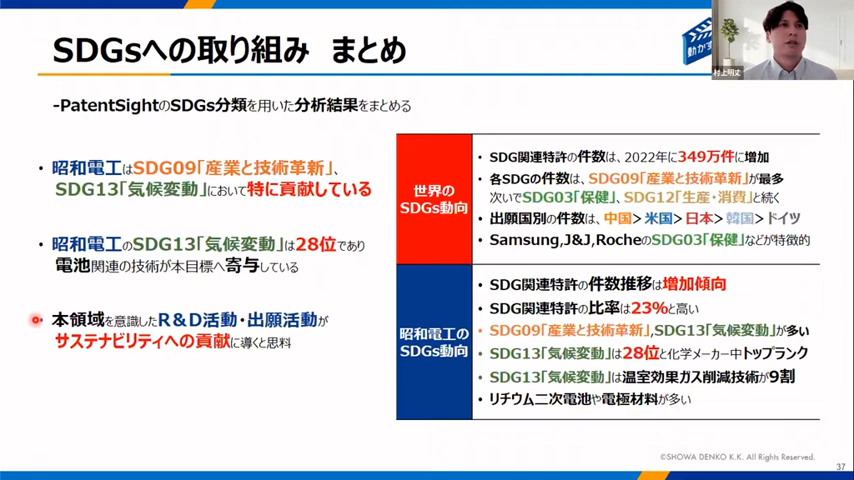 SDGsへの取り組み まとめ
動かす
村上明丈
-PatentSightのSDGs分類を用いた分析結果をまとめる
・昭和電工はSDG09「産業と技術革新」、
SDG13「気候変動」において特に貢献している
・昭和電工のSDG13「気候変動」は28位であり
電池関連の技術が本目標へ寄与している
・本領域を意識したR&D活動・出願活動が
サステナビリティへの貢献に導くと思料
世界の
SDGs動向
・SDG関連特許の件数は、2022年に349万件に増加
・各SDGの件数は、SDG09「産業と技術革新」が最多
次いでSDG03「保健」、SDG12「生産・消費」と続く
・出願国別の件数は、中国>米国>日本>韓国>ドイツ
・Samsung,J&J,RocheのSDG03「保健」などが特徴的
昭和電工の
SDGs動向
・SDG関連特許の件数推移は増加傾向
・SDG関連特許の比率は23%と高い
・SDG09「産業と技術革新」,SDG13「気候変動」が多い
・SDG13「気候変動」は28位と化学メーカー中トップランク
・SDG13「気候変動」は温室効果ガス削減技術が9割
・リチウム二次電池や電極材料が多い
©SHOWA DENKO K.K. All Rights Reserved.
37